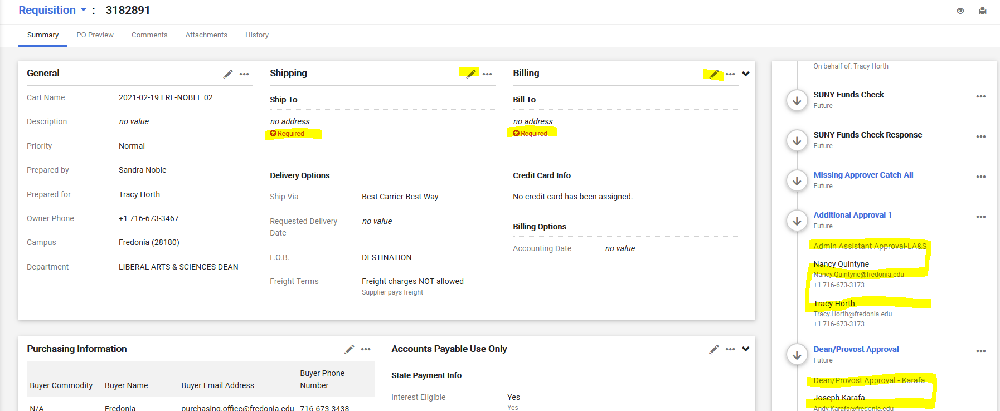 Requisition : 3182891
Summary PO Preview Comments Attachments History
General
Cart Name 2021-02-19 FRE-NOBLE 02
Description no value
Priority Normal
Prepared by Sandra Noble
Prepared for Tracy Horth
Owner Phone +1 716-673-3467
Campus Fredonia (28180)
Department LIBERAL ARTS & SCIENCES DEAN
Shipping
Ship To
no address
Required
Delivery Options
Ship Via Best Carrier-Best Way
Requested Delivery
Date
no value
F.O.B. DESTINATION
Freight Terms Freight charges NOT allowed
Supplier pays freight
Billing
Bill To
no address
Required
Credit Card Info
No credit card has been assigned.
Billing Options
Accounting Date no value
Purchasing Information
Buyer Commodity Buyer Name Buyer Email Address Buyer Phone
Number
N/A Fredonia purchasing.office@fredonia.edu 716-673-3438
Accounts Payable Use Only
State Payment Info
Interest Eligible Yes
Yes
On behalf of: Tracy Horth
SUNY Funds Check
Future
SUNY Funds Check Response
Future
Missing Approver Catch-All
Future
Additional Approval 1
Future
Admin Assistant Approval-LA&S
Nancy Quintyne
Nancy.Quintyne@fredonia.edu
+1 716-673-3173
Tracy Horth
Tracy.Horth@fredonia.edu
+1 716-673-3173
Dean/Provost Approval
Future
Dean/Provost Approval - Karafa
Joseph Karafa
Andy.Karafa@fredonia.edu